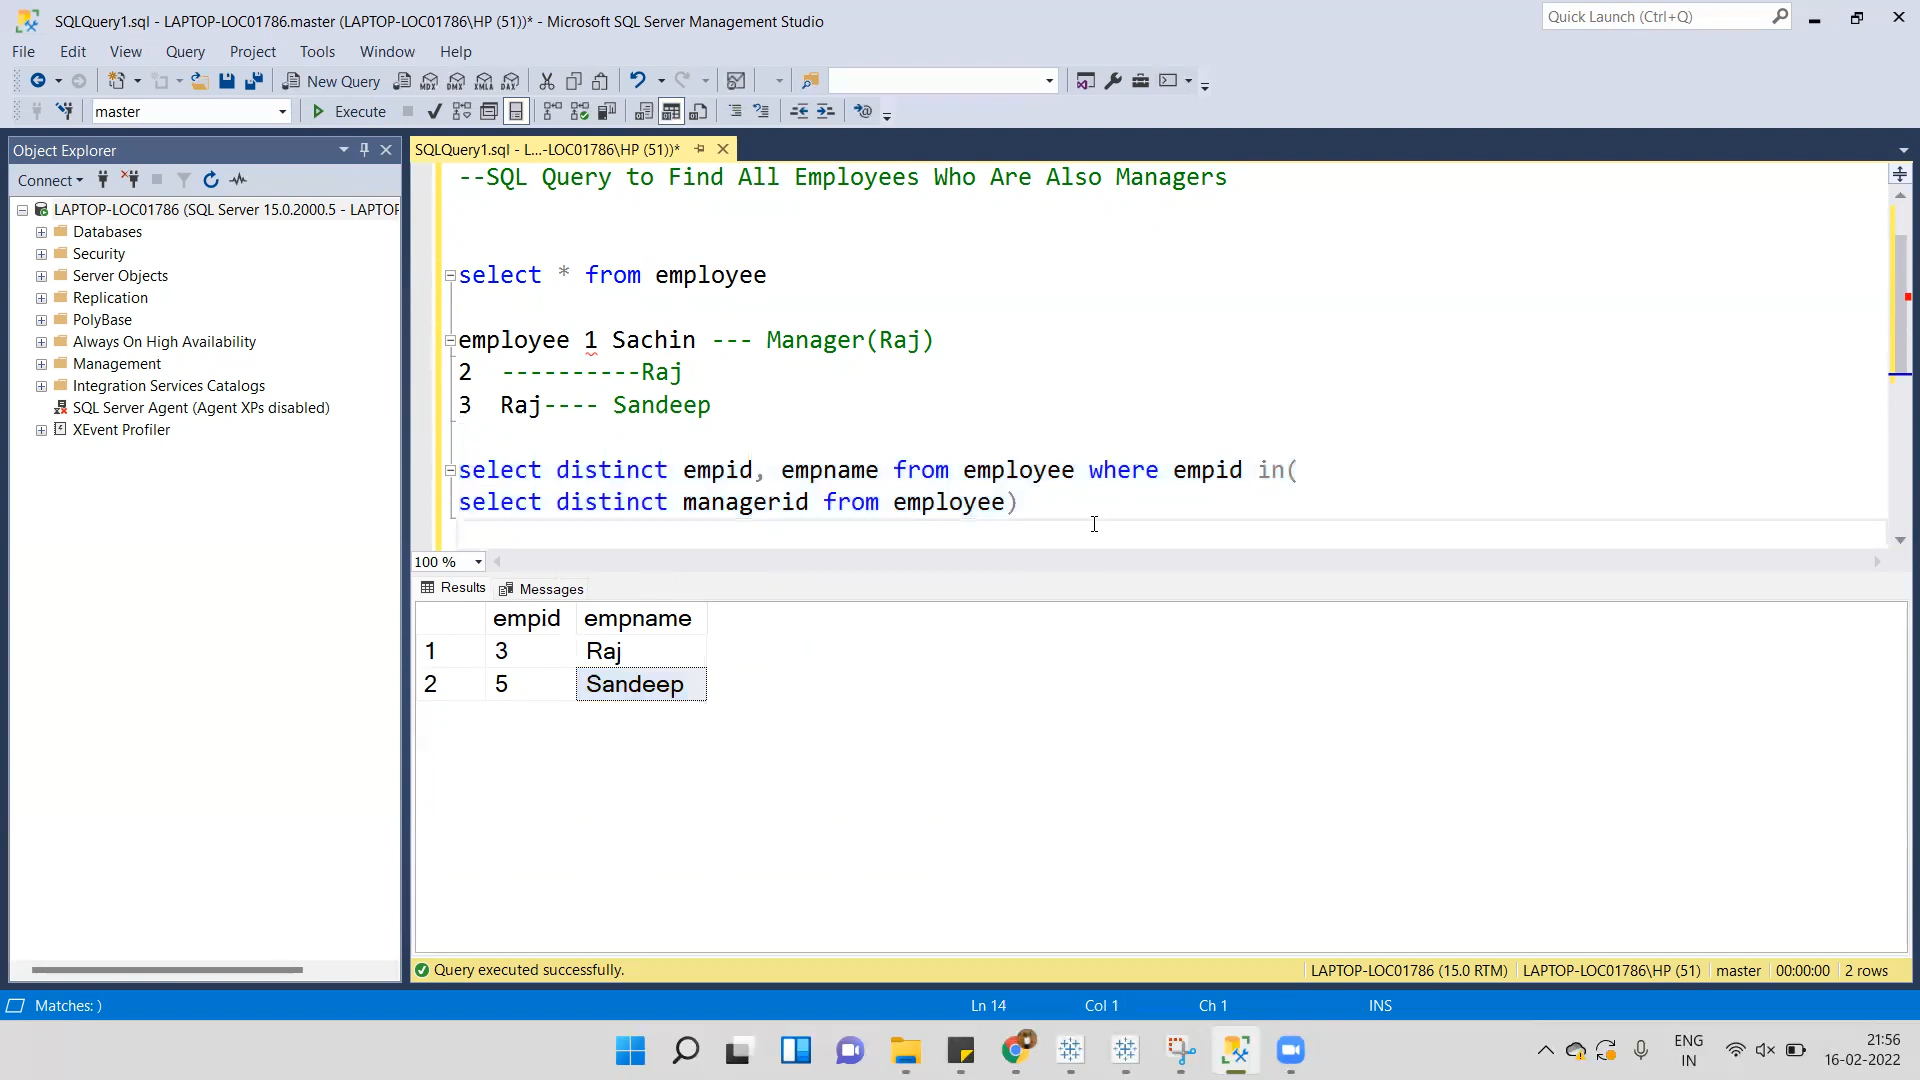 SQLQuery1.sql - LAPTOP-LOC01786.master (LAPTOP-LOC01786\HP (51))* - Microsoft SQL Server Management Studio
Quick Launch (Ctrl+Q)
File Edit View Query Project Tools Window Help
New Query MDX DMX XMLA DAX
master Execute
Object Explorer
SQLQuery1.sql - L...-LOC01786\HP (51))*
Connect
LAPTOP-LOC01786 (SQL Server 15.0.2000.5 - LAPTOP
Databases
Security
Server Objects
Replication
PolyBase
Always On High Availability
Management
Integration Services Catalogs
SQL Server Agent (Agent XPs disabled)
XEvent Profiler
--SQL Query to Find All Employees Who Are Also Managers
select * from employee
employee 1 Sachin --- Manager(Raj)
2 ----------Raj
3 Raj---- Sandeep
select distinct empid, empname from employee where empid in(
select distinct managerid from employee)
100 %
Results Messages
empid empname
1 3 Raj
2 5 Sandeep
Query executed successfully.
LAPTOP-LOC01786 (15.0 RTM) LAPTOP-LOC01786\HP (51) master 00:00:00 2 rows
Matches: )
Ln 14 Col 1 Ch 1 INS
ENG
IN
21:56
16-02-2022